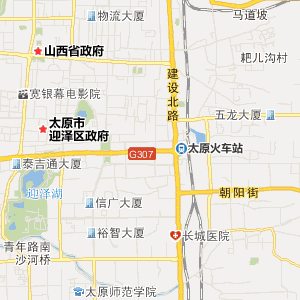 物流大厦
马道坡
山西省政府
耙儿沟村
建设北路
宽银幕电影院
五龙大厦
太原市
迎泽区政府
太原火车站
G307
泰吉通大厦
迎泽湖
朝阳街
信广大厦
裕智大厦
长城医院
青年路南
沙河桥
太原师范学院